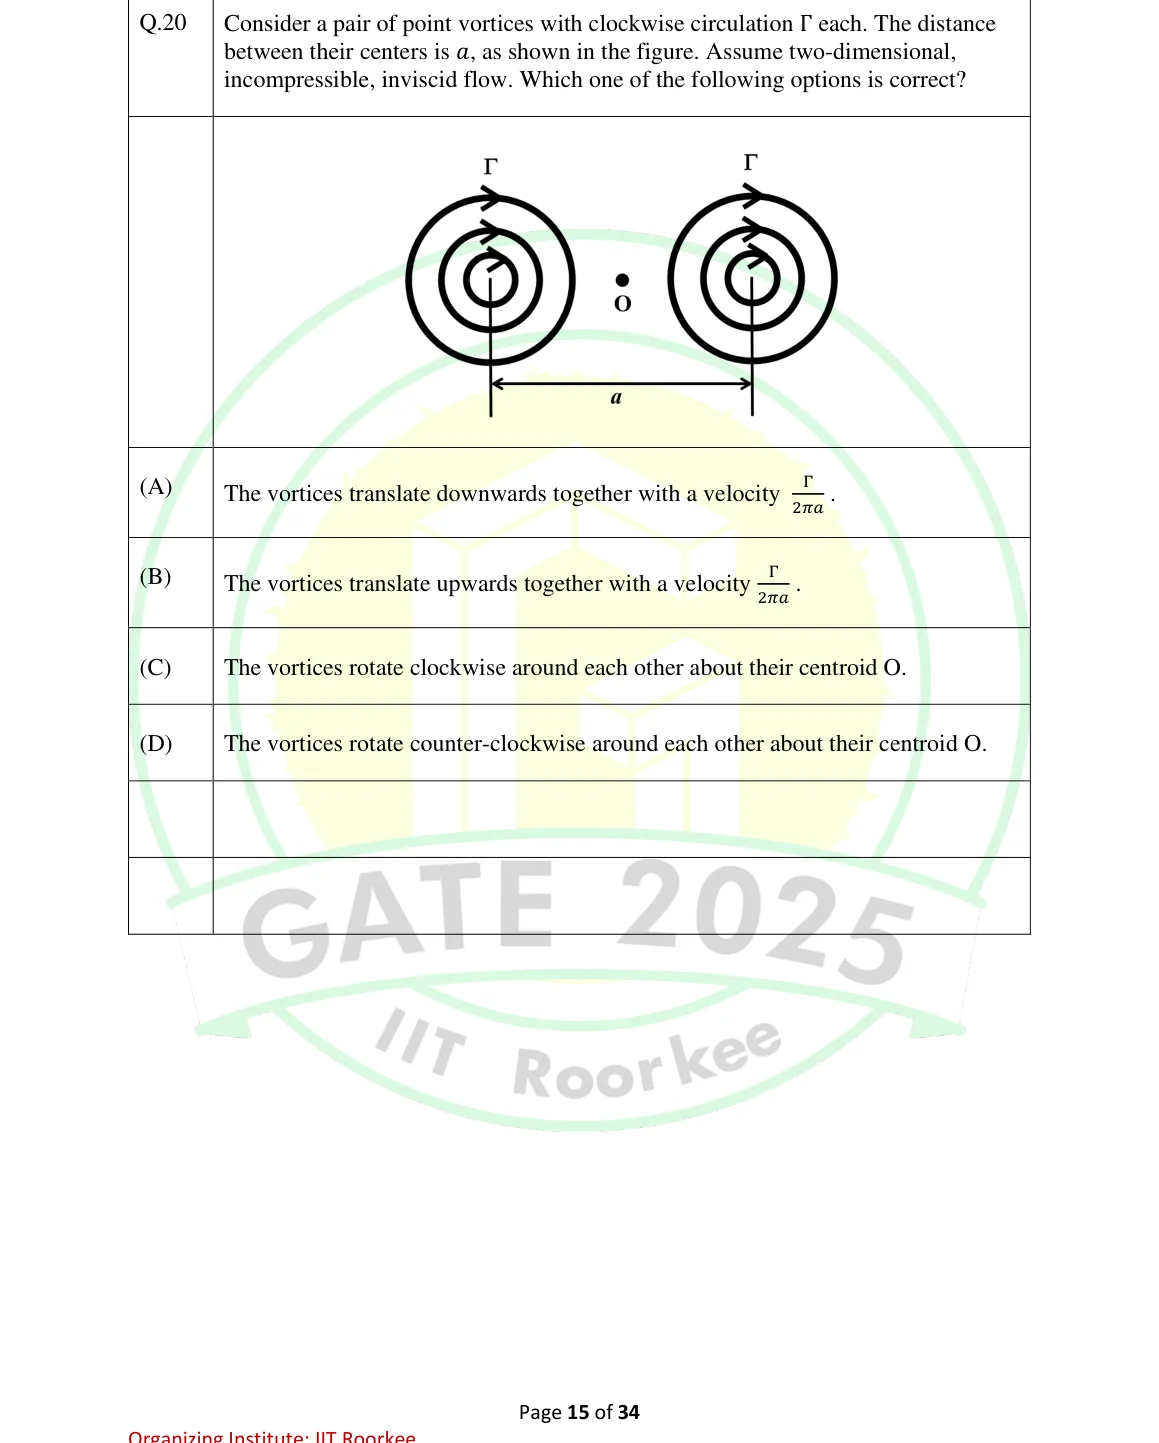 Q.20
Consider a pair of point vortices with clockwise circulation Γ each. The distance
between their centers is a, as shown in the figure. Assume two-dimensional,
incompressible, inviscid flow. Which one of the following options is correct?
Γ
Γ
O
a
(A)
The vortices translate downwards together with a velocity Γ/2πa .
(B)
The vortices translate upwards together with a velocity Γ/2πa .
(C)
The vortices rotate clockwise around each other about their centroid O.
(D)
The vortices rotate counter-clockwise around each other about their centroid O.
GATE 2025
IIT Roorkee
Page 15 of 34
Organizing Institute: IIT Roorkee